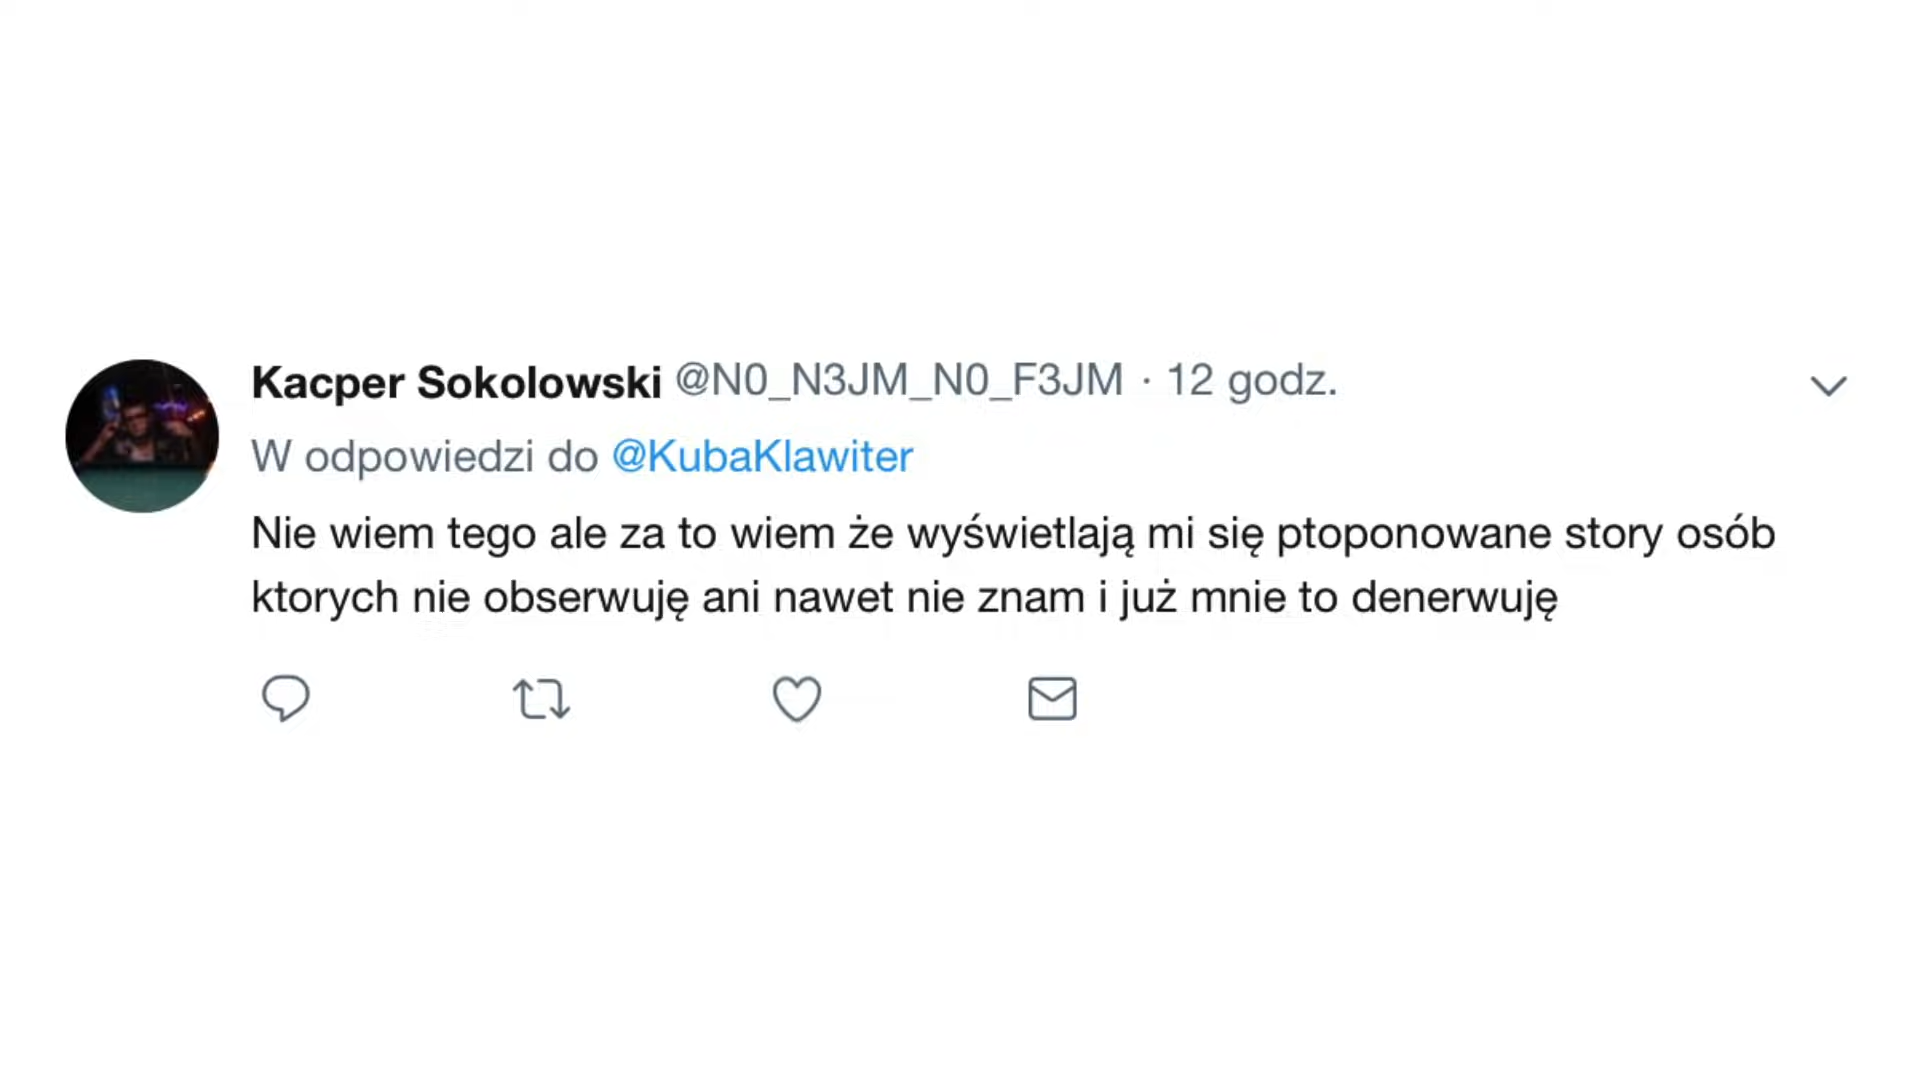 Kacper Sokolowski @N0_N3JM_N0_F3JM · 12 godz.
W odpowiedzi do @KubaKlawiter
Nie wiem tego ale za to wiem że wyświetlają mi się ptoponowane story osób
ktorych nie obserwuję ani nawet nie znam i już mnie to denerwuję